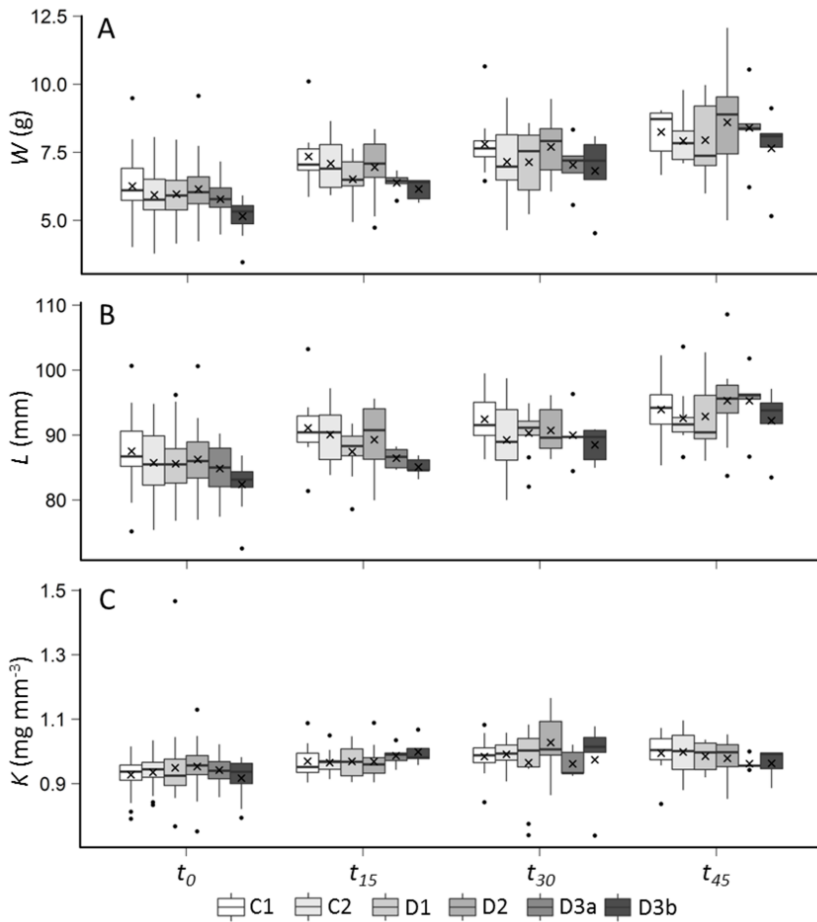 A
W (g)
12.5
10.0
7.5
5.0
B
L (mm)
110
100
90
80
C
K (mg mm⁻³)
1.5
1.3
1.1
0.9
t₀ t₁₅ t₃₀ t₄₅
C1 C2 D1 D2 D3a D3b